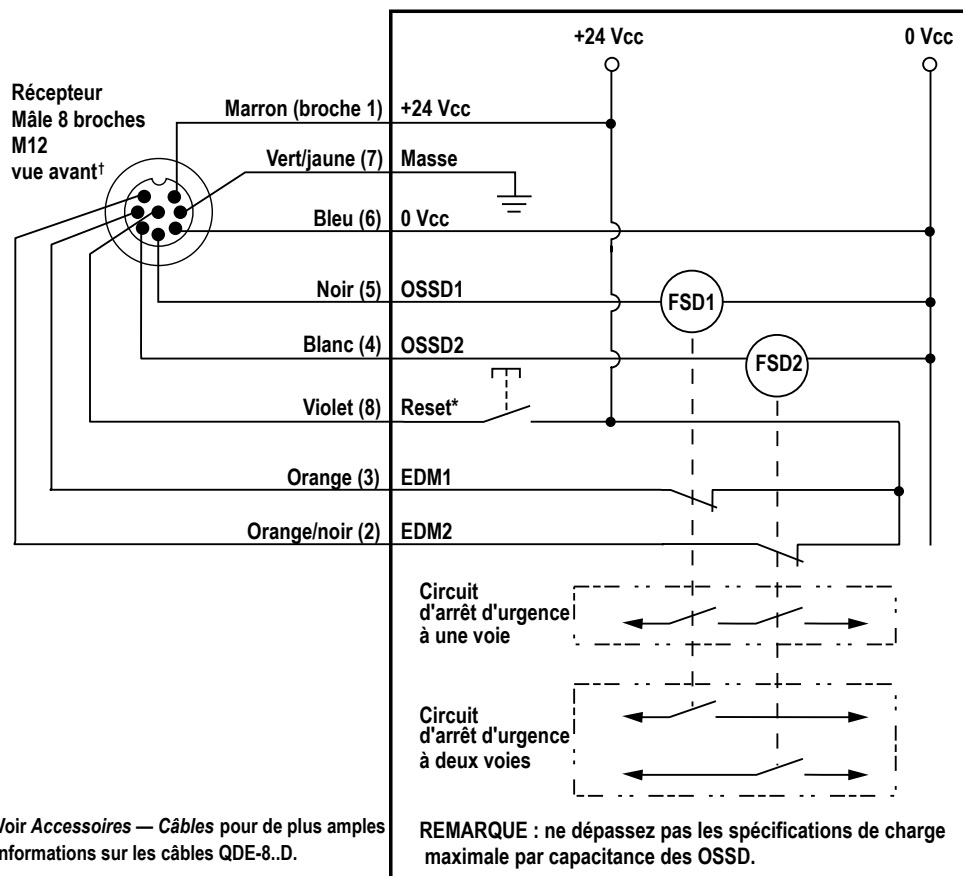 +24 Vcc
0 Vcc
Récepteur
Mâle 8 broches
M12
vue avant†
Marron (broche 1)
+24 Vcc
Vert/jaune (7)
Masse
Bleu (6)
0 Vcc
Noir (5)
OSSD1
FSD1
Blanc (4)
OSSD2
FSD2
Violet (8)
Reset*
Orange (3)
EDM1
Orange/noir (2)
EDM2
Circuit
d'arrêt d'urgence
à une voie
Circuit
d'arrêt d'urgence
à deux voies
Voir Accessoires — Câbles pour de plus amples
informations sur les câbles QDE-8..D.
REMARQUE : ne dépassez pas les spécifications de charge
maximale par capacitance des OSSD.